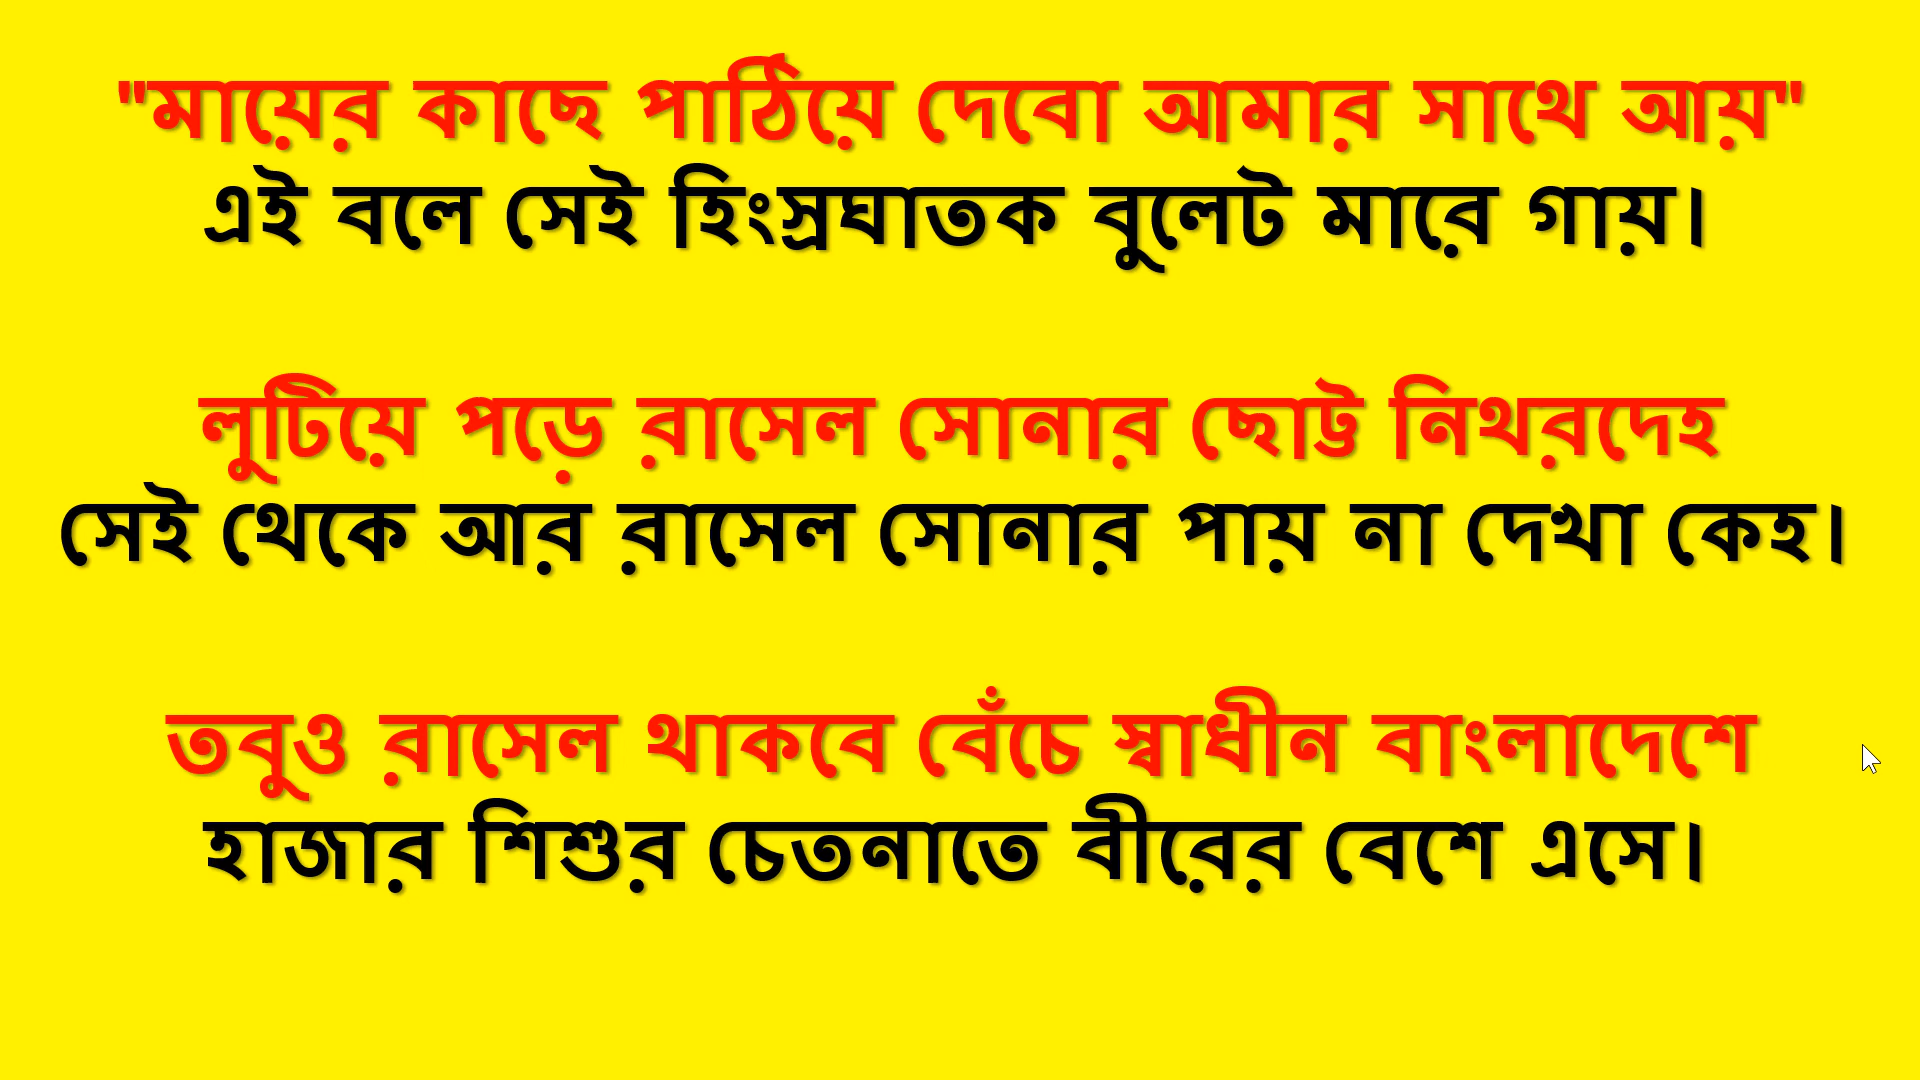 "মায়ের কাছে পাঠিয়ে দেবো আমার সাথে আয়"
এই বলে সেই হিংস্রঘাতক বুলেট মারে গায়।
লুটিয়ে পড়ে রাসেল সোনার ছোট্ট নিথরদেহ
সেই থেকে আর রাসেল সোনার পায় না দেখা কেহ।
তবুও রাসেল থাকবে বেঁচে স্বাধীন বাংলাদেশে
হাজার শিশুর চেতনাতে বীরের বেশে এসে।